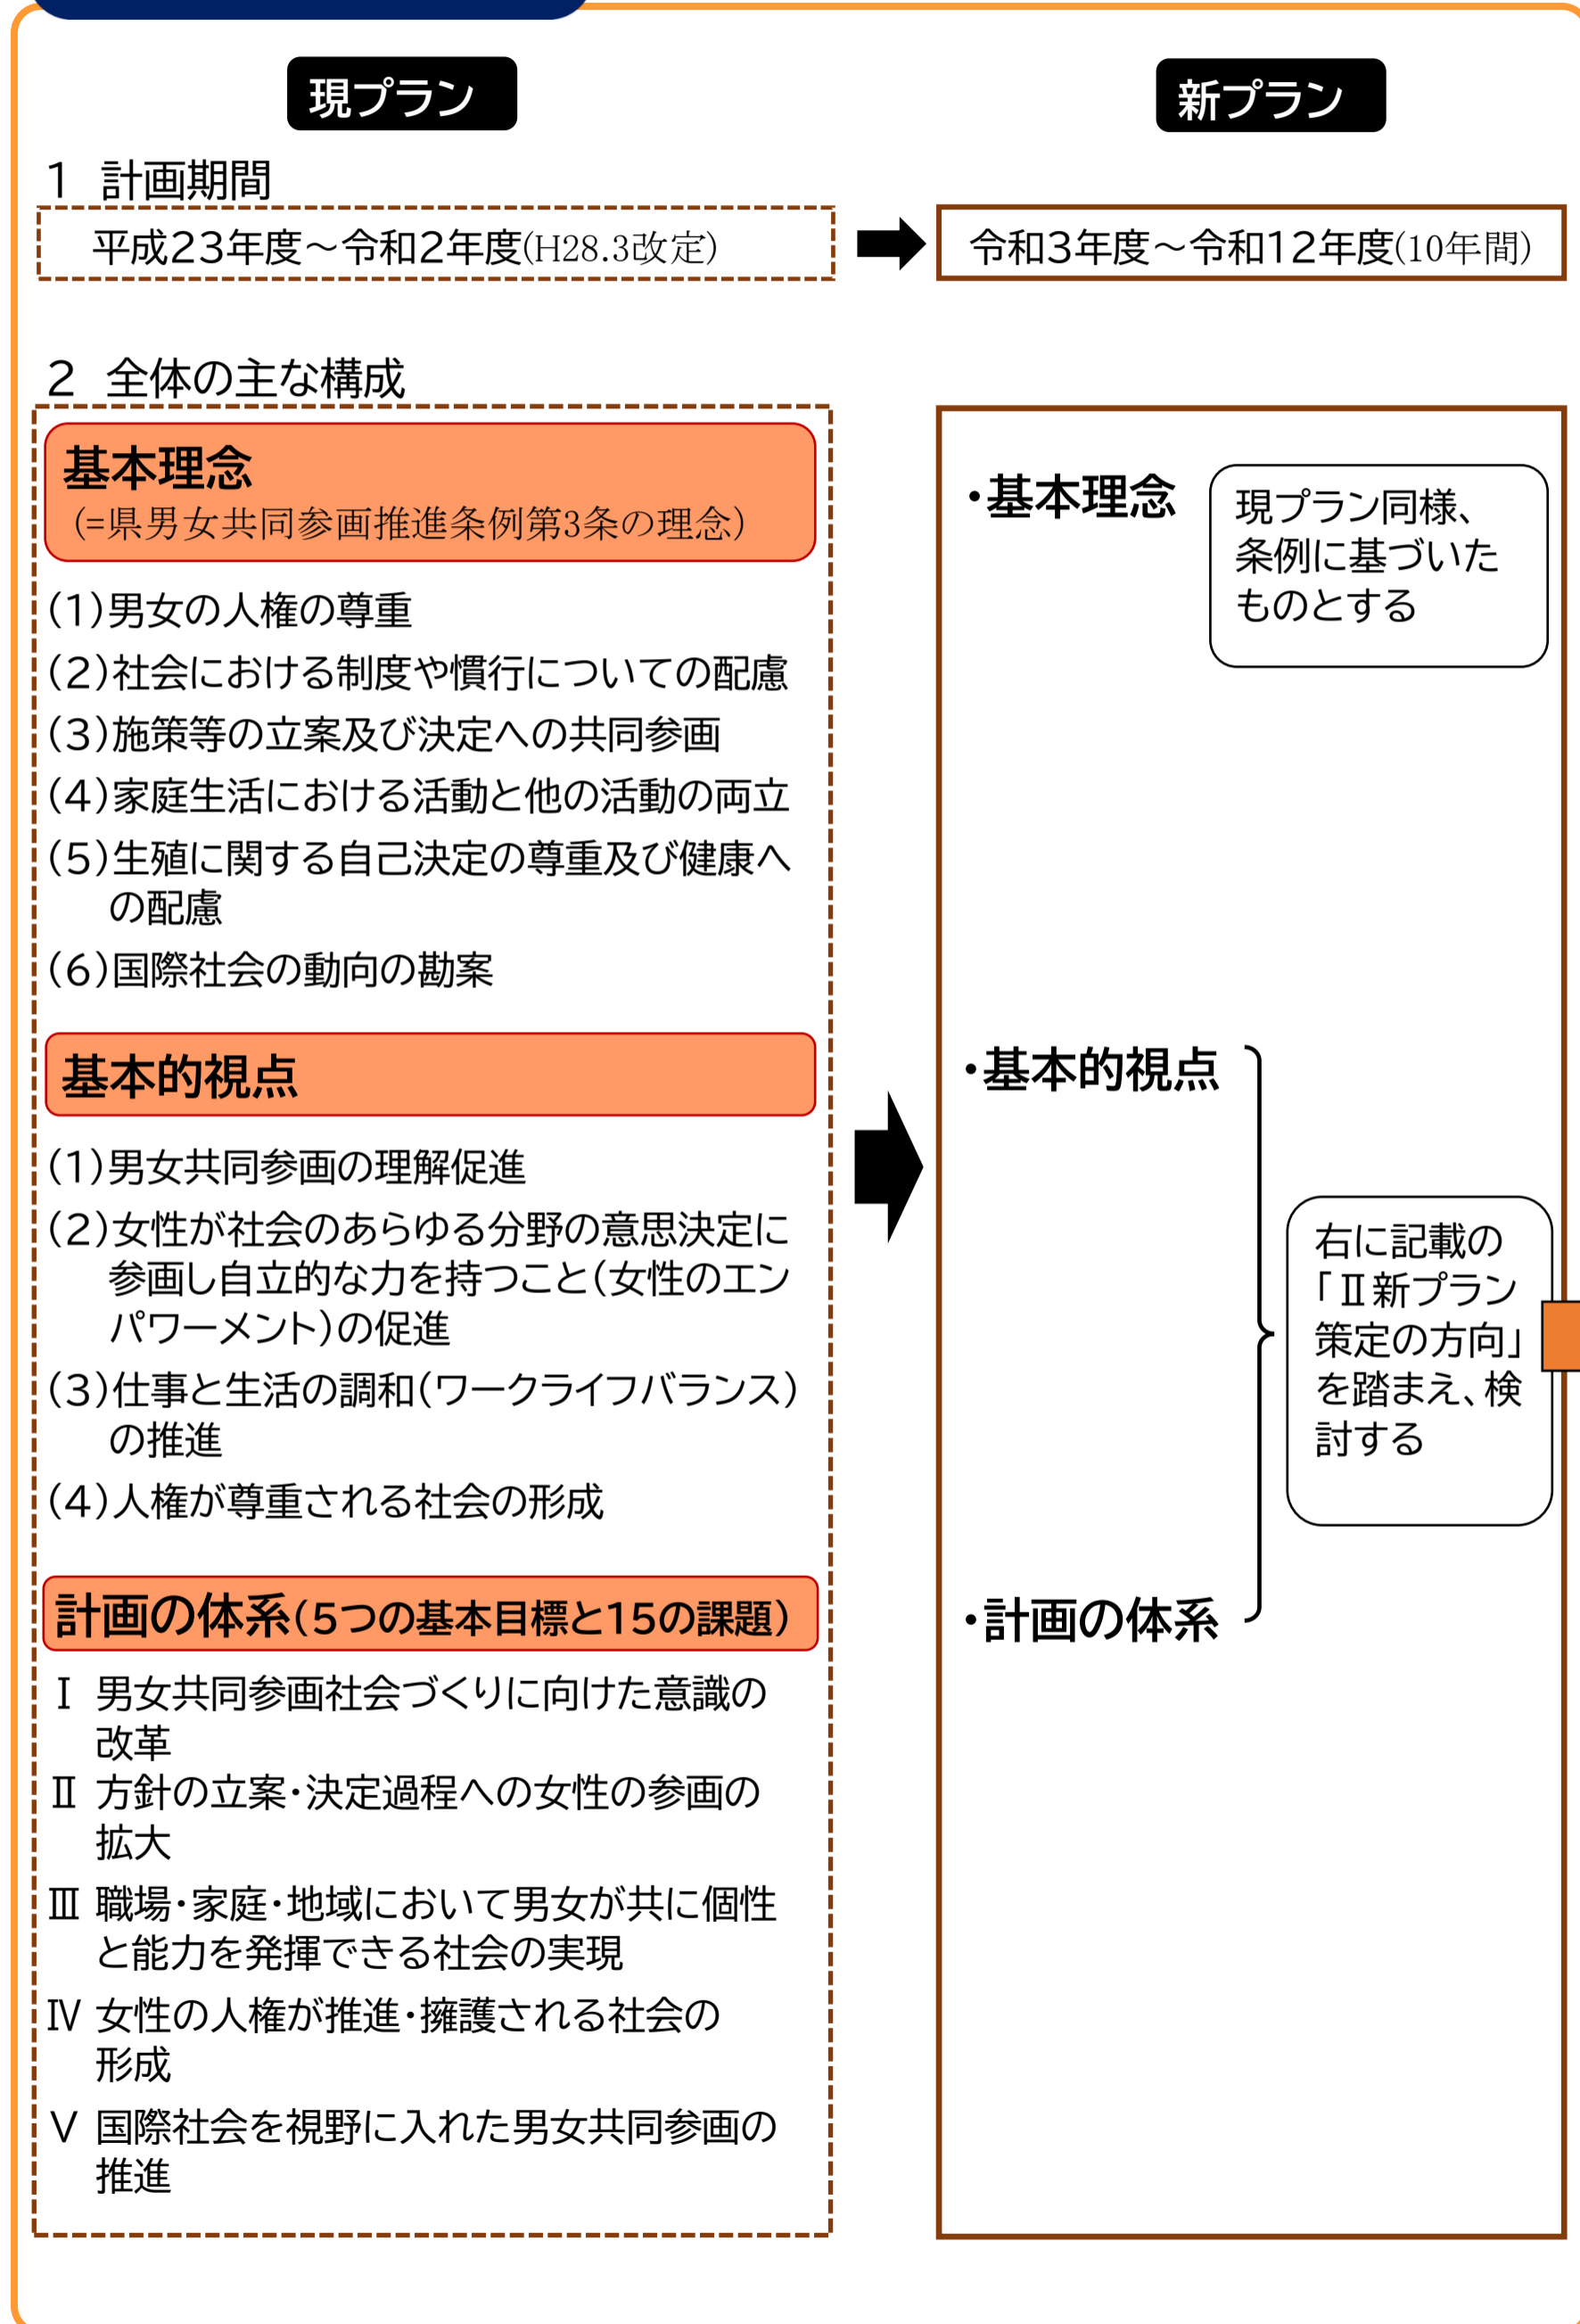 現プラン
新プラン
1 計画期間
平成23年度～令和2年度(H28.3改定)
令和3年度～令和12年度(10年間)
2 全体の主な構成
基本理念
(=県男女共同参画推進条例第3条の理念)
(1)男女の人権の尊重
(2)社会における制度や慣行についての配慮
(3)施策等の立案及び決定への共同参画
(4)家庭生活における活動と他の活動の両立
(5)生殖に関する自己決定の尊重及び健康へ
の配慮
(6)国際社会の動向の勘案
基本的視点
(1)男女共同参画の理解促進
(2)女性が社会のあらゆる分野の意思決定に
参画し自立的な力を持つこと(女性のエン
パワーメント)の促進
(3)仕事と生活の調和(ワークライフバランス)
の推進
(4)人権が尊重される社会の形成
計画の体系(5つの基本目標と15の課題)
Ⅰ 男女共同参画社会づくりに向けた意識の
改革
Ⅱ 方針の立案・決定過程への女性の参画の
拡大
Ⅲ 職場・家庭・地域において男女が共に個性
と能力を発揮できる社会の実現
Ⅳ 女性の人権が推進・擁護される社会の
形成
Ⅴ 国際社会を視野に入れた男女共同参画の
推進
・基本理念
現プラン同様、
条例に基づいた
ものとする
・基本的視点
右に記載の
「Ⅱ新プラン
策定の方向」
を踏まえ、検
討する
・計画の体系